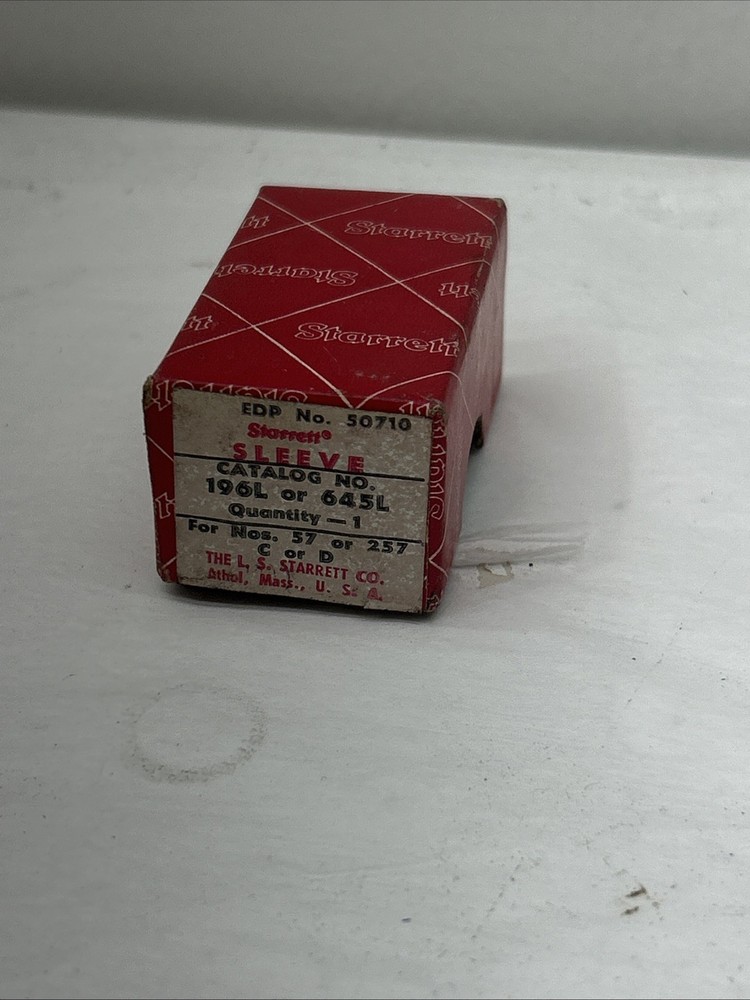 Starrett
Starrett
Starrett
EDP No. 50710
Starrett®
SLEEVE
CATALOG NO.
196L or 645L
Quantity – 1
For Nos. 57 or 257
C or D
THE L. S. STARRETT CO.
Athol, Mass., U. S. A.